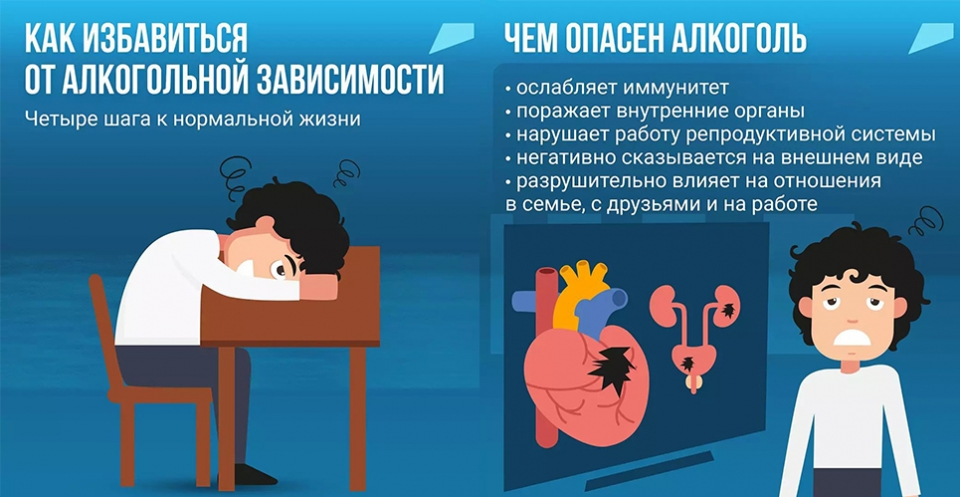 КАК ИЗБАВИТЬСЯ
ОТ АЛКОГОЛЬНОЙ ЗАВИСИМОСТИ
Четыре шага к нормальной жизни
ЧЕМ ОПАСЕН АЛКОГОЛЬ
• ослабляет иммунитет
• поражает внутренние органы
• нарушает работу репродуктивной системы
• негативно сказывается на внешнем виде
• разрушительно влияет на отношения
в семье, с друзьями и на работе